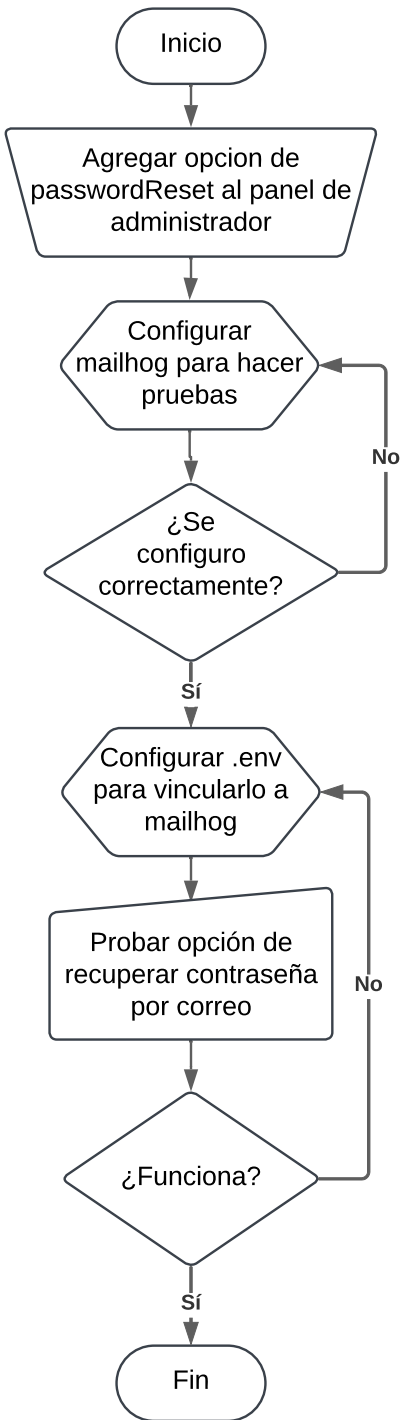 Inicio
Agregar opcion de
passwordReset al panel de
administrador
Configurar
mailhog para hacer
pruebas
No
¿Se
configuro
correctamente?
Sí
Configurar .env
para vincularlo a
mailhog
Probar opción de
recuperar contraseña
por correo
No
¿Funciona?
Sí
Fin